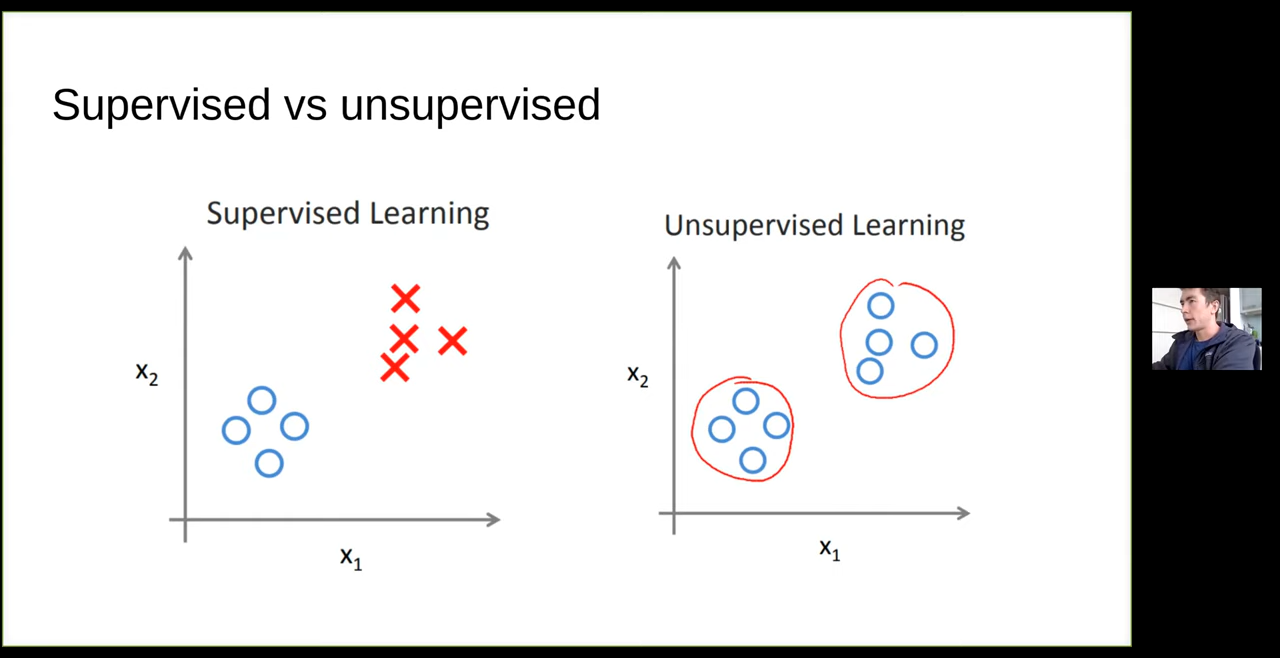 Supervised vs unsupervised
Supervised Learning
x₂
x₁
Unsupervised Learning
x₂
x₁